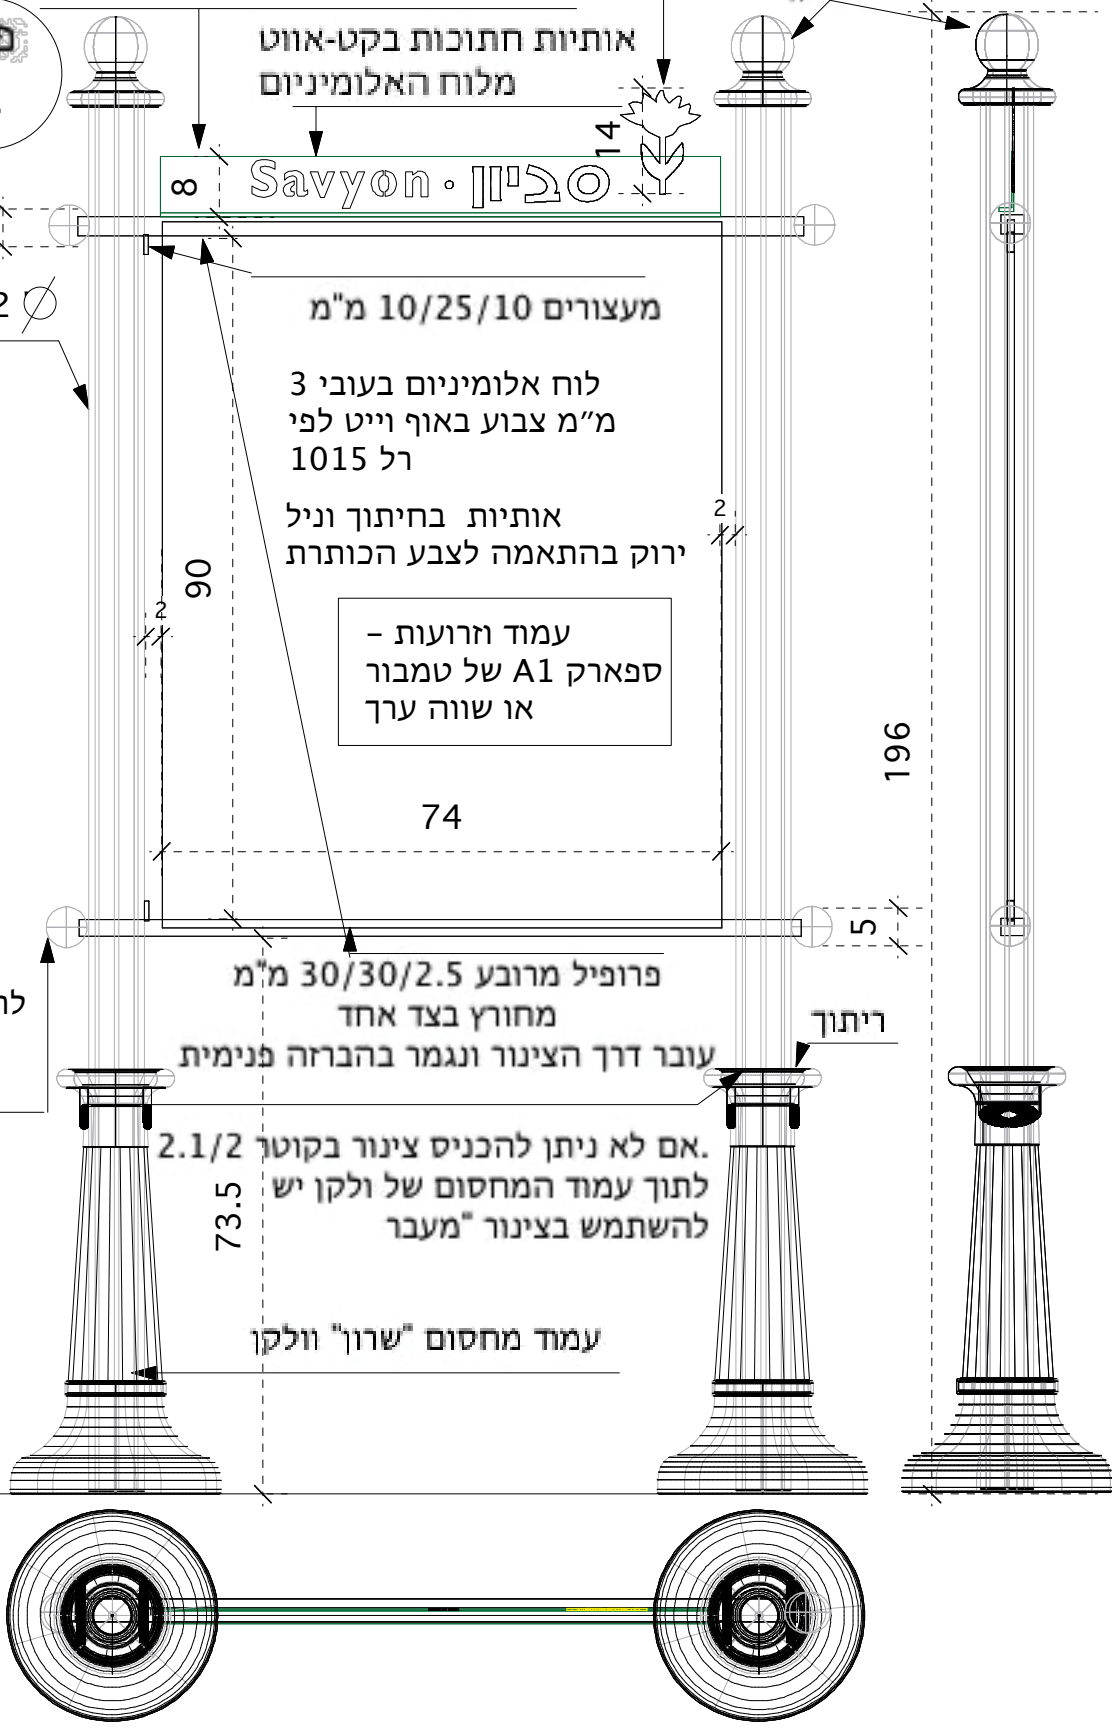 אותיות חתוכות בקט-אווט
מלוח האלומיניום
14
8
Savyon · סביון
מעצורים 10/25/10 מ"מ
2
לוח אלומיניום בעובי 3
מ״מ צבוע באוף וייט לפי
רל 1015
אותיות בחיתוך וניל
ירוק בהתאמה לצבע הכותרת
2
90
2
עמוד וזרועות –
ספארק A1 של טמבור
או שווה ערך
196
74
5
פרופיל מרובע 30/30/2.5 מ"מ
מחורץ בצד אחד
עובר דרך הצינור ונגמר בהברזה פנימית
ריתוך
.אם לא ניתן להכניס צינור בקוטר 2.1/2
לתוך עמוד המחסום של ולקן יש
להשתמש בצינור "מעבר
73.5
עמוד מחסום "שרון" וולקן